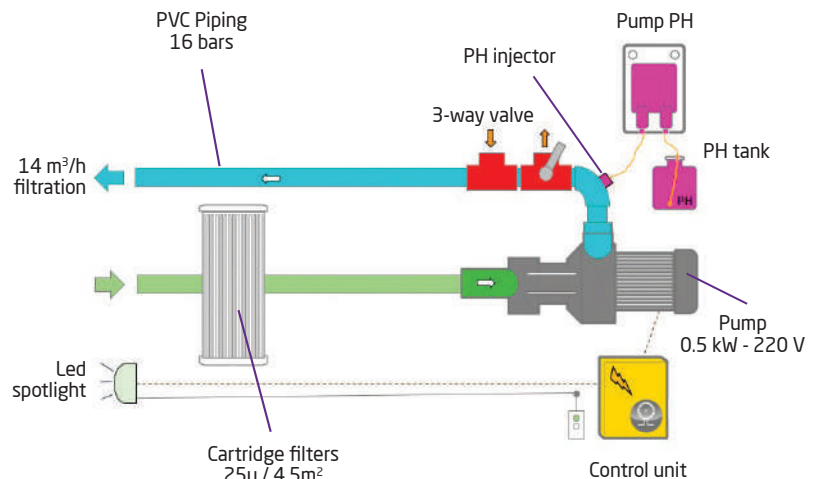 PVC Piping
16 bars
Pump PH
PH injector
3-way valve
14 m³/h
filtration
PH tank
PH
Pump
0.5 kW - 220 V
Led
spotlight
Cartridge filters
25µ / 4.5m²
Control unit